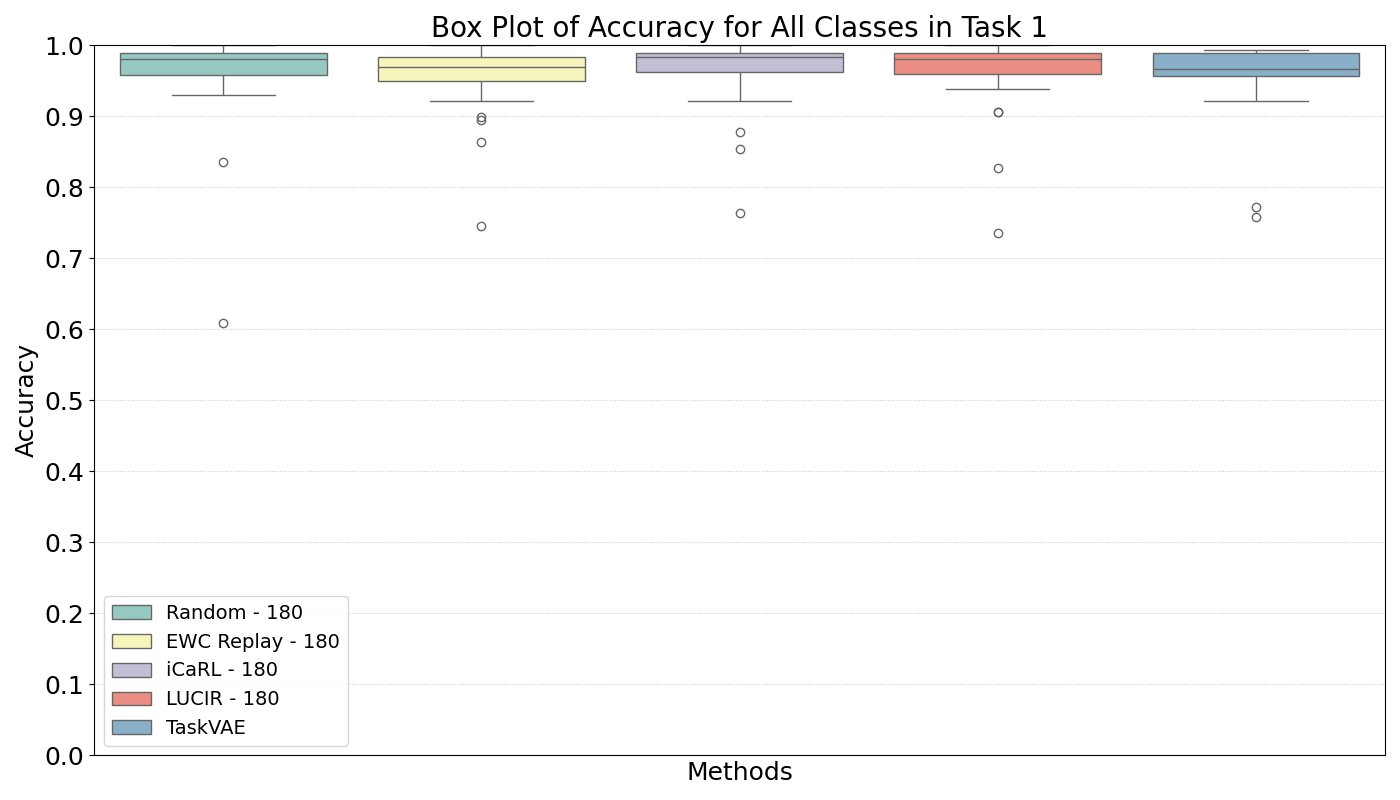 Box Plot of Accuracy for All Classes in Task 1
1.0
0.9
0.8
0.7
0.6
0.5
0.4
0.3
0.2
0.1
0.0
Accuracy
Random - 180
EWC Replay - 180
iCaRL - 180
LUCIR - 180
TaskVAE
Methods